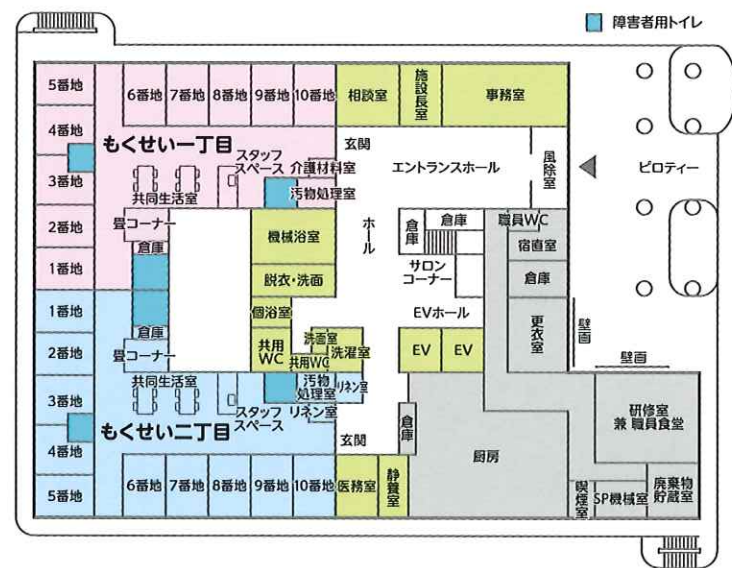 障害者用トイレ
5番地
4番地
3番地
2番地
1番地
6番地
7番地
8番地
9番地
10番地
もくせい一丁目
共同生活室
スタッフ
スペース
介護材料室
汚物処理室
畳コーナー
倉庫
相談室
施設長室
事務室
玄関
エントランスホール
風除室
ピロティー
ホール
機械浴室
脱衣・洗面
個浴室
共用
WC
洗面室
共用WC
洗濯室
倉庫
倉庫
サロン
コーナー
EVホール
EV
EV
職員WC
宿直室
倉庫
更衣室
壁画
壁画
1番地
2番地
3番地
4番地
5番地
倉庫
畳コーナー
共同生活室
スタッフ
スペース
汚物
処理室
リネン室
リネン室
もくせい二丁目
6番地
7番地
8番地
9番地
10番地
玄関
医務室
静養室
倉庫
厨房
研修室
兼 職員食堂
喫煙室
SP機械室
廃棄物
貯蔵室